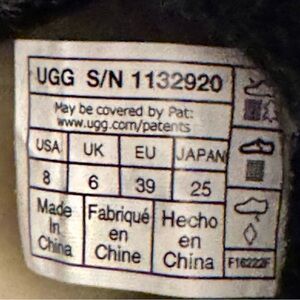 UGG S/N 1132920
May be covered by Pat:
www.ugg.com/patents
USA UK EU JAPAN
8 6 39 25
Made In China
Fabriqué en Chine
Hecho en China
F16222F